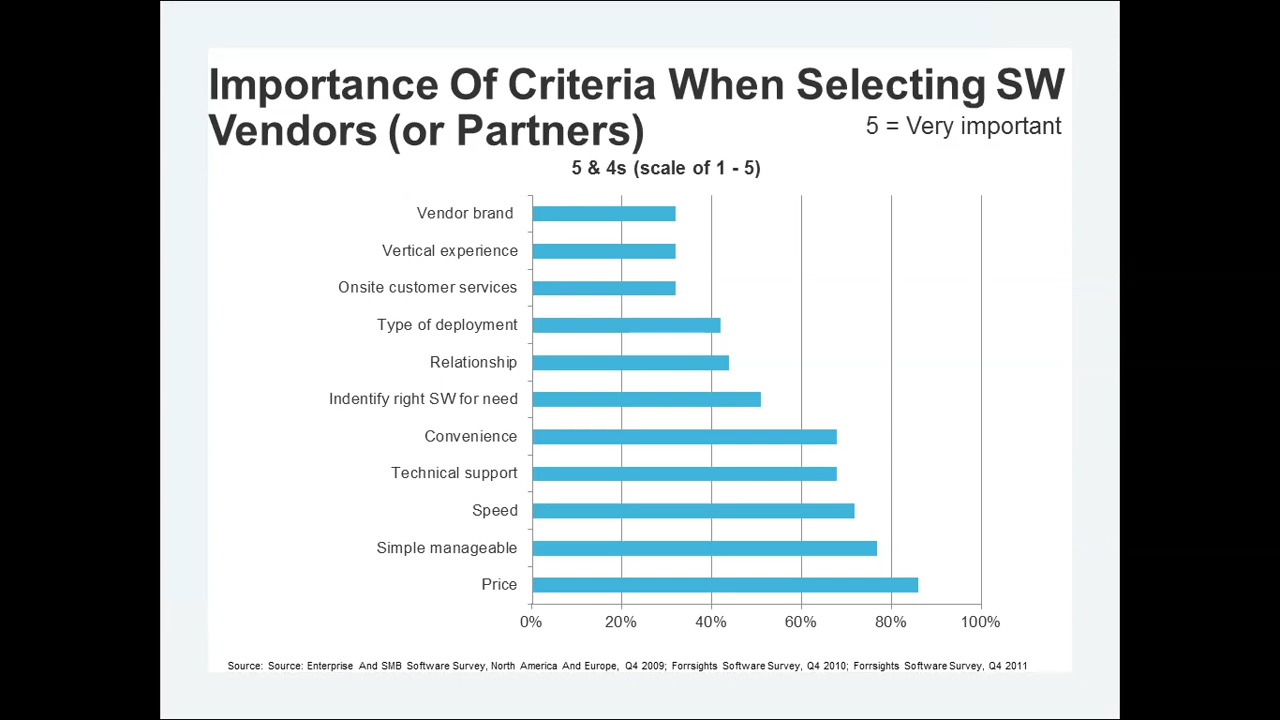 Importance Of Criteria When Selecting SW
Vendors (or Partners)
5 = Very important
5 & 4s (scale of 1 - 5)
Vendor brand
Vertical experience
Onsite customer services
Type of deployment
Relationship
Indentify right SW for need
Convenience
Technical support
Speed
Simple manageable
Price
0% 20% 40% 60% 80% 100%
Source: Source: Enterprise And SMB Software Survey, North America And Europe, Q4 2009; Forrsights Software Survey, Q4 2010; Forrsights Software Survey, Q4 2011